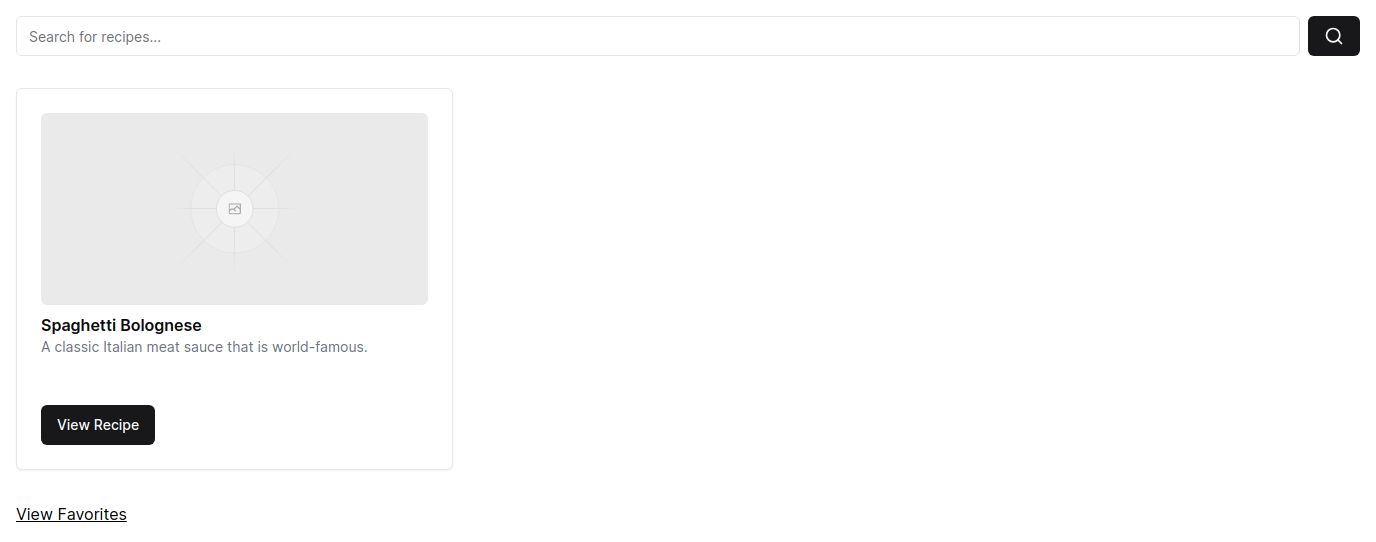 Search for recipes...
Spaghetti Bolognese
A classic Italian meat sauce that is world-famous.
View Recipe
View Favorites